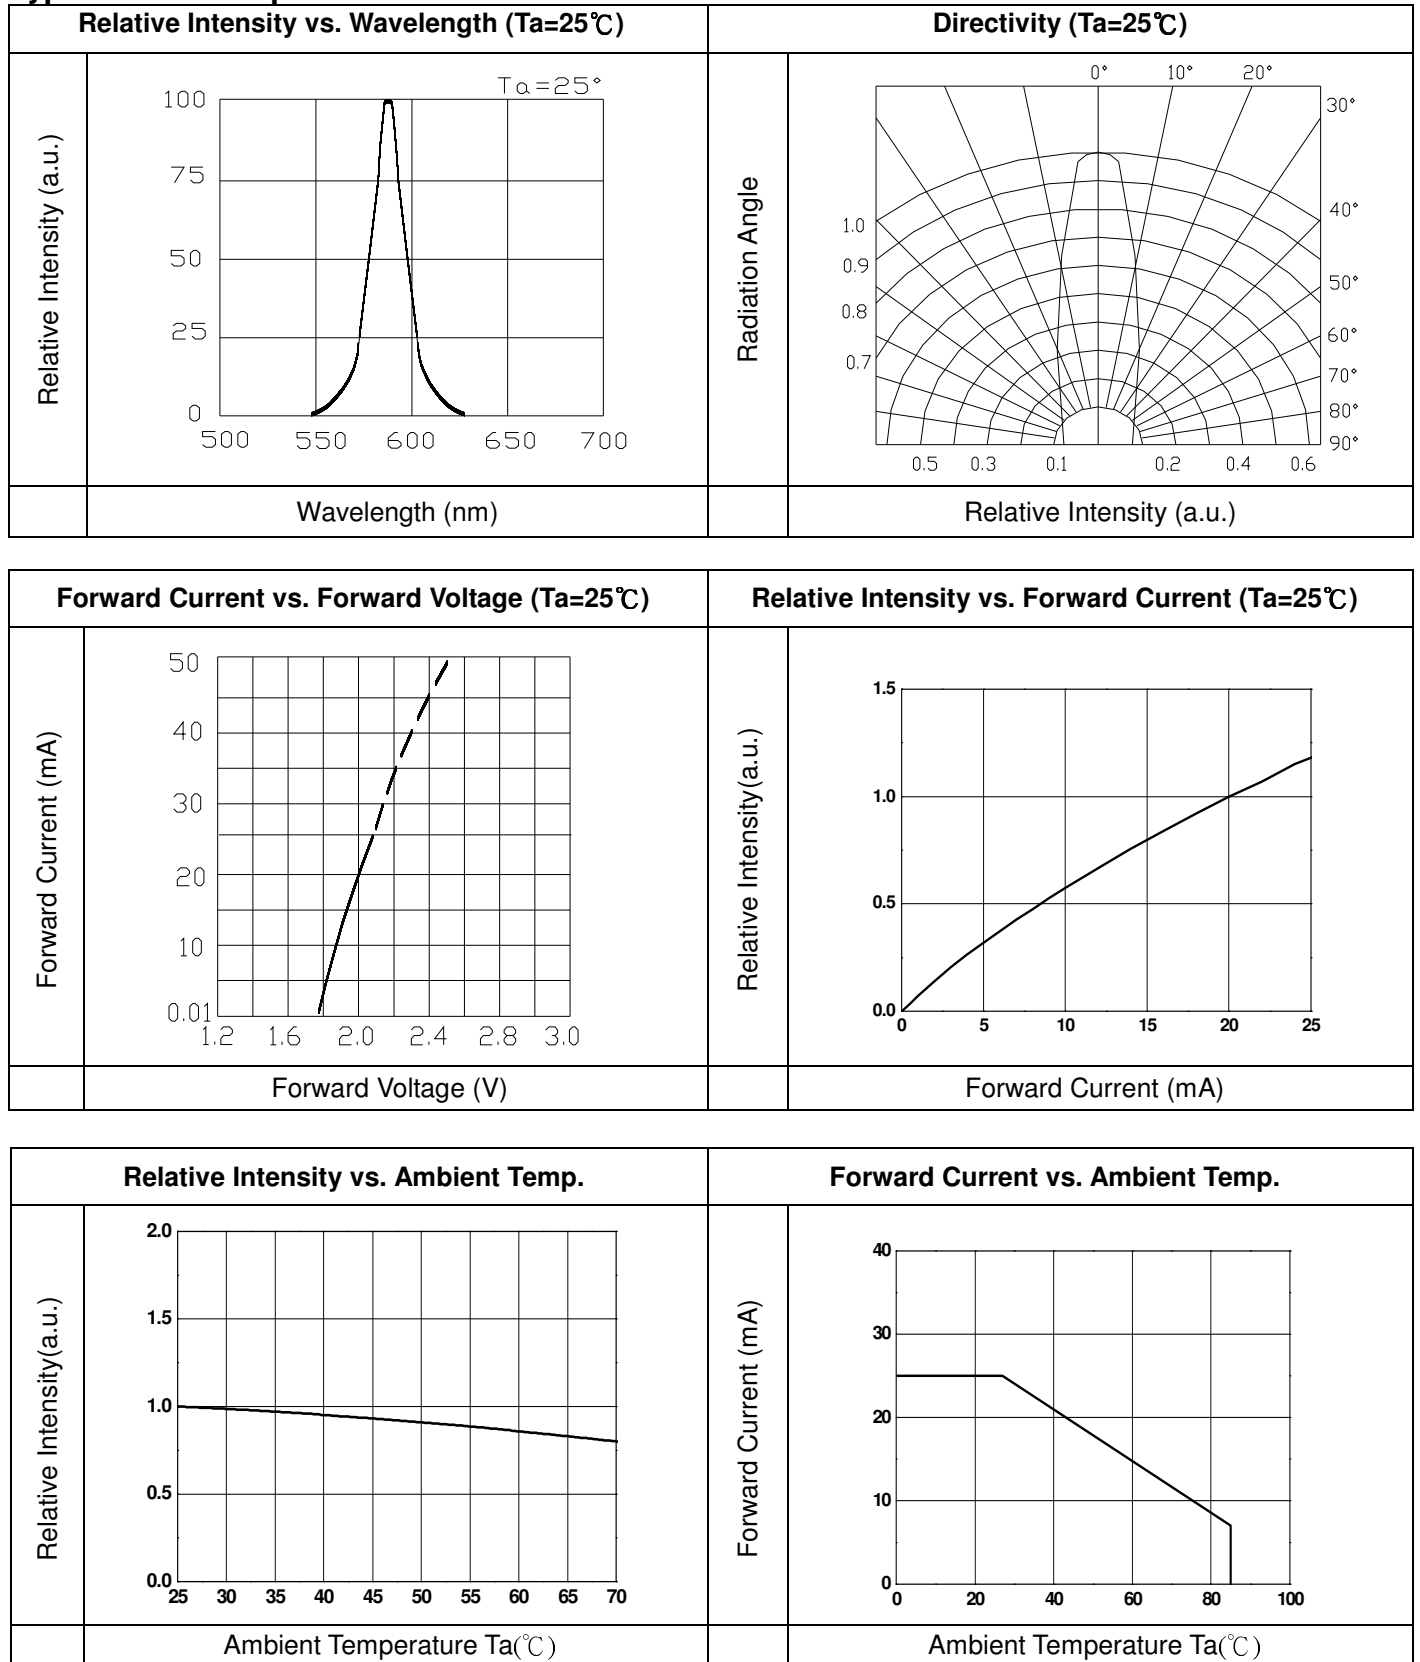 Relative Intensity vs. Wavelength (Ta=25℃)
Directivity (Ta=25℃)
Relative Intensity (a.u.)
Ta=25°
100
75
50
25
0
500 550 600 650 700
Wavelength (nm)
Radiation Angle
0° 10° 20°
30°
40°
50°
60°
70°
80°
90°
1.0
0.9
0.8
0.7
0.5 0.3 0.1 0.2 0.4 0.6
Relative Intensity (a.u.)
Forward Current vs. Forward Voltage (Ta=25℃)
Relative Intensity vs. Forward Current (Ta=25℃)
Forward Current (mA)
50
40
30
20
10
0.01
1.2 1.6 2.0 2.4 2.8 3.0
Forward Voltage (V)
Relative Intensity(a.u.)
1.5
1.0
0.5
0.0
0 5 10 15 20 25
Forward Current (mA)
Relative Intensity vs. Ambient Temp.
Forward Current vs. Ambient Temp.
Relative Intensity(a.u.)
2.0
1.5
1.0
0.5
0.0
25 30 35 40 45 50 55 60 65 70
Ambient Temperature Ta(℃)
Forward Current (mA)
40
30
20
10
0
0 20 40 60 80 100
Ambient Temperature Ta(℃)